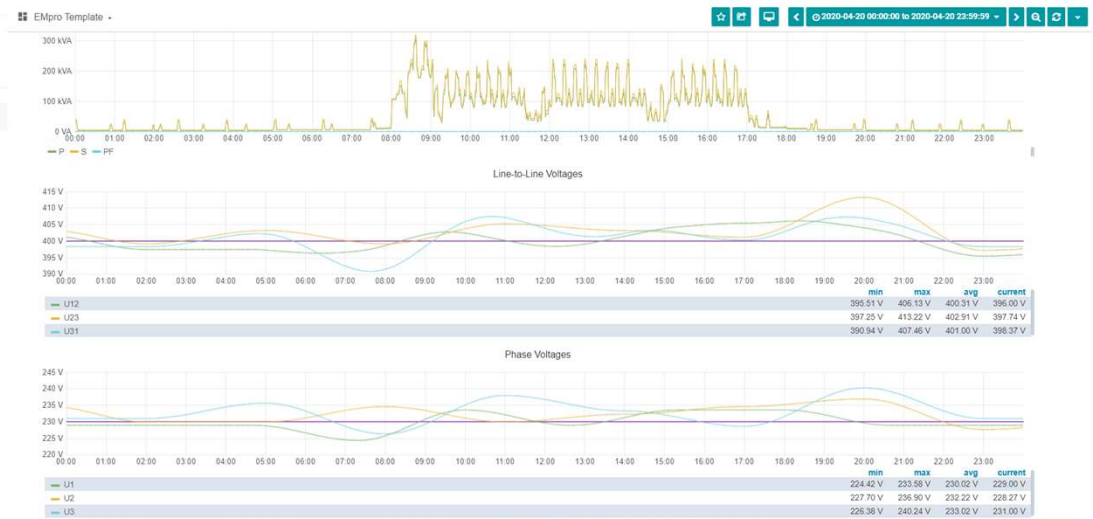 EMpro Template
2020-04-20 00:00:00 to 2020-04-20 23:59:59
300 kVA
200 kVA
100 kVA
0 VA
00:00 01:00 02:00 03:00 04:00 05:00 06:00 07:00 08:00 09:00 10:00 11:00 12:00 13:00 14:00 15:00 16:00 17:00 18:00 19:00 20:00 21:00 22:00 23:00
P S PF
Line-to-Line Voltages
415 V
410 V
405 V
400 V
395 V
390 V
00:00 01:00 02:00 03:00 04:00 05:00 06:00 07:00 08:00 09:00 10:00 11:00 12:00 13:00 14:00 15:00 16:00 17:00 18:00 19:00 20:00 21:00 22:00 23:00
min max avg current
U12 395.51 V 406.13 V 400.31 V 396.00 V
U23 397.25 V 413.22 V 402.91 V 397.74 V
U31 390.94 V 407.46 V 401.00 V 398.37 V
Phase Voltages
245 V
240 V
235 V
230 V
225 V
220 V
00:00 01:00 02:00 03:00 04:00 05:00 06:00 07:00 08:00 09:00 10:00 11:00 12:00 13:00 14:00 15:00 16:00 17:00 18:00 19:00 20:00 21:00 22:00 23:00
min max avg current
U1 224.42 V 233.58 V 230.02 V 229.00 V
U2 227.70 V 236.90 V 232.22 V 228.27 V
U3 226.38 V 240.24 V 233.02 V 231.00 V